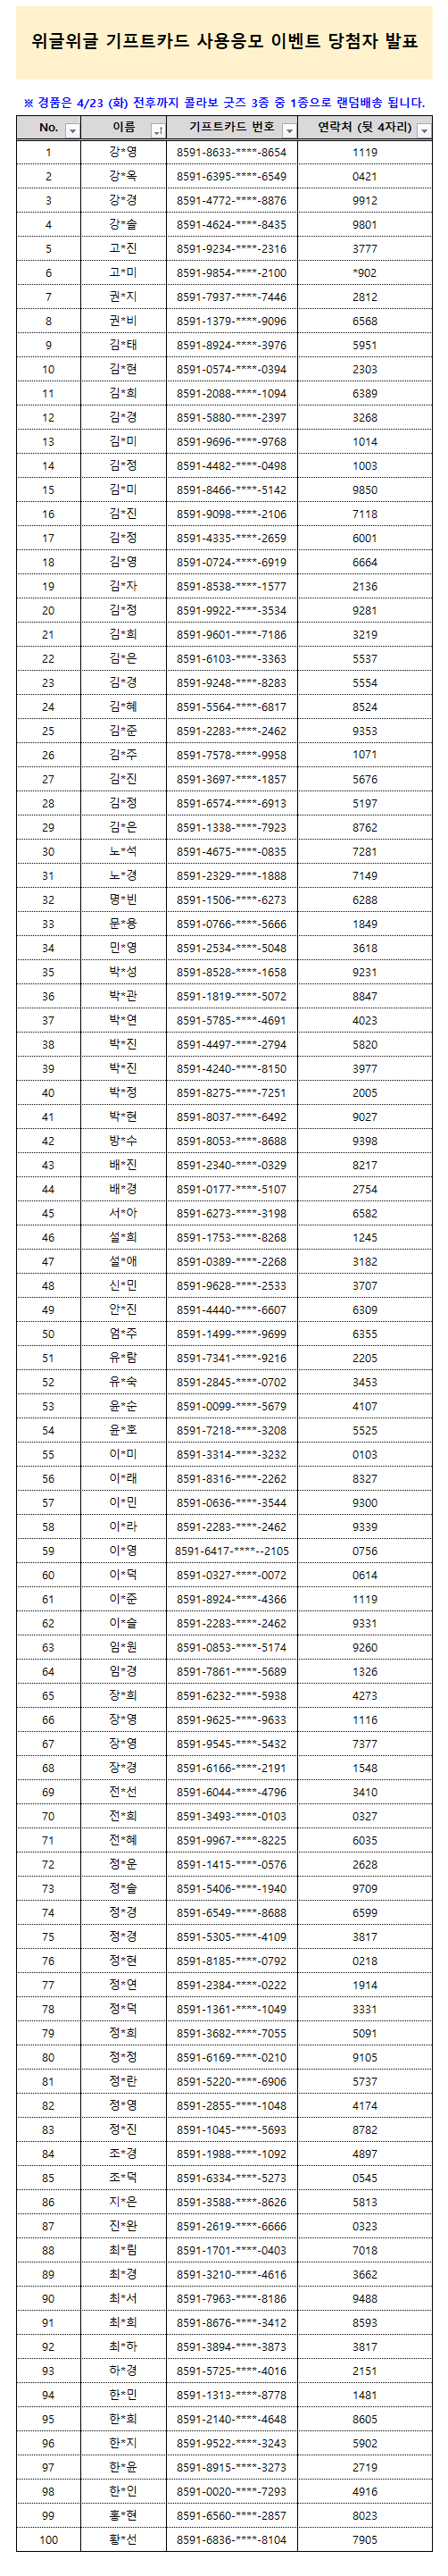 위글위글 기프트카드 사용응모 이벤트 당첨자 발표
※ 경품은 4/23 (화) 전후까지 콜라보 굿즈 3종 중 1종으로 랜덤배송 됩니다.
No. 이름 기프트카드 번호 연락처 (뒷 4자리)
1 강*영 8591-8633-****-8654 1119
2 강*옥 8591-6395-****-6549 0421
3 강*경 8591-4772-****-8876 9912
4 강*솔 8591-4624-****-8435 9801
5 고*진 8591-9234-****-2316 3777
6 고*미 8591-9854-****-2100 *902
7 권*지 8591-7937-****-7446 2812
8 권*비 8591-1379-****-9096 6568
9 김*태 8591-8924-****-3976 5951
10 김*현 8591-0574-****-0394 2303
11 김*희 8591-2088-****-1094 6389
12 김*경 8591-5880-****-2397 3268
13 김*미 8591-9696-****-9768 1014
14 김*정 8591-4482-****-0498 1003
15 김*미 8591-8466-****-5142 9850
16 김*진 8591-9098-****-2106 7118
17 김*정 8591-4335-****-2659 6001
18 김*영 8591-0724-****-6919 6664
19 김*자 8591-8538-****-1577 2136
20 김*정 8591-9922-****-3534 9281
21 김*희 8591-9601-****-7186 3219
22 김*은 8591-6103-****-3363 5537
23 김*경 8591-9248-****-8283 5554
24 김*혜 8591-5564-****-6817 8524
25 김*준 8591-2283-****-2462 9353
26 김*주 8591-7578-****-9958 1071
27 김*진 8591-3697-****-1857 5676
28 김*정 8591-6574-****-6913 5197
29 김*은 8591-1338-****-7923 8762
30 노*석 8591-4675-****-0835 7281
31 노*경 8591-2329-****-1888 7149
32 명*빈 8591-1506-****-6273 6288
33 문*용 8591-0766-****-5666 1849
34 민*영 8591-2534-****-5048 3618
35 박*성 8591-8528-****-1658 9231
36 박*관 8591-1819-****-5072 8847
37 박*연 8591-5785-****-4691 4023
38 박*진 8591-4497-****-2794 5820
39 박*진 8591-4240-****-8150 3977
40 박*정 8591-8275-****-7251 2005
41 박*현 8591-8037-****-6492 9027
42 방*수 8591-8053-****-8688 9398
43 배*진 8591-2340-****-0329 8217
44 배*경 8591-0177-****-5107 2754
45 서*아 8591-6273-****-3198 6582
46 설*희 8591-1753-****-8268 1245
47 설*애 8591-0389-****-2268 3182
48 신*민 8591-9628-****-2533 3707
49 안*진 8591-4440-****-6607 6309
50 엄*주 8591-1499-****-9699 6355
51 유*람 8591-7341-****-9216 2205
52 유*숙 8591-2845-****-0702 3453
53 윤*순 8591-0099-****-5679 4107
54 윤*호 8591-7218-****-3208 5525
55 이*미 8591-3314-****-3232 0103
56 이*래 8591-8316-****-2262 8327
57 이*민 8591-0636-****-3544 9300
58 이*라 8591-2283-****-2462 9339
59 이*영 8591-6417-****--2105 0756
60 이*덕 8591-0327-****-0072 0614
61 이*준 8591-8924-****-4366 1119
62 이*슬 8591-2283-****-2462 9331
63 임*원 8591-0853-****-5174 9260
64 임*경 8591-7861-****-5689 1326
65 장*희 8591-6232-****-5938 4273
66 장*영 8591-9625-****-9633 1116
67 장*영 8591-9545-****-5432 7377
68 장*경 8591-6166-****-2191 1548
69 전*선 8591-6044-****-4796 3410
70 전*희 8591-3493-****-0103 0327
71 전*혜 8591-9967-****-8225 6035
72 정*운 8591-1415-****-0576 2628
73 정*솔 8591-5406-****-1940 9709
74 정*경 8591-6549-****-8688 6599
75 정*경 8591-5305-****-4109 3817
76 정*현 8591-8185-****-0792 0218
77 정*연 8591-2384-****-0222 1914
78 정*덕 8591-1361-****-1049 3331
79 정*희 8591-3682-****-7055 5091
80 정*정 8591-6169-****-0210 9105
81 정*란 8591-5220-****-6906 5737
82 정*영 8591-2855-****-1048 4174
83 정*진 8591-1045-****-5693 8782
84 조*경 8591-1988-****-1092 4897
85 조*덕 8591-6334-****-5273 0545
86 지*은 8591-3588-****-8626 5813
87 진*완 8591-2619-****-6666 0323
88 최*림 8591-1701-****-0403 7018
89 최*경 8591-3210-****-4616 3662
90 최*서 8591-7963-****-8186 9488
91 최*희 8591-8676-****-3412 8593
92 최*하 8591-3894-****-3873 3817
93 하*경 8591-5725-****-4016 2151
94 한*민 8591-1313-****-8778 1481
95 한*희 8591-2140-****-4648 8605
96 한*지 8591-9522-****-3243 5902
97 한*윤 8591-8915-****-3273 2719
98 한*인 8591-0020-****-7293 4916
99 홍*현 8591-6560-****-2857 8023
100 황*선 8591-6836-****-8104 7905